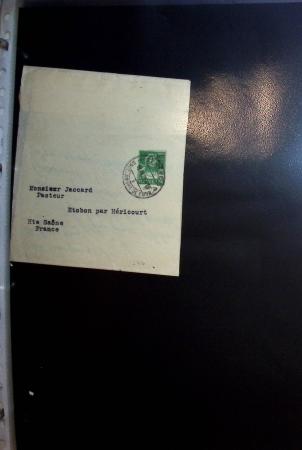 Monsieur Jaccard
Pasteur
Etobon par Héricourt
Hte Saône
France